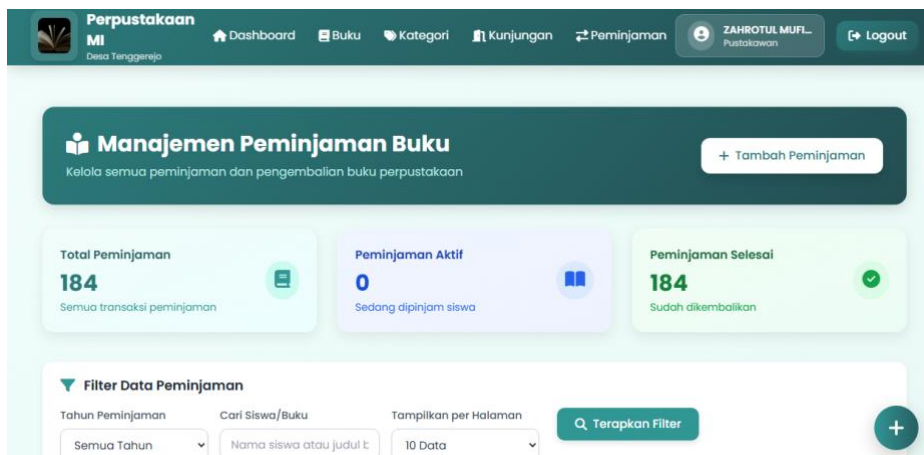 Perpustakaan
MI
Desa Tenggerejo
Dashboard
Buku
Kategori
Kunjungan
Peminjaman
ZAHROTUL MUFI...
Pustakawan
Logout
Manajemen Peminjaman Buku
Kelola semua peminjaman dan pengembalian buku perpustakaan
+ Tambah Peminjaman
Total Peminjaman
184
Semua transaksi peminjaman
Peminjaman Aktif
0
Sedang dipinjam siswa
Peminjaman Selesai
184
Sudah dikembalikan
Filter Data Peminjaman
Tahun Peminjaman
Semua Tahun
Cari Siswa/Buku
Nama siswa atau judul b
Tampilkan per Halaman
10 Data
Terapkan Filter
+